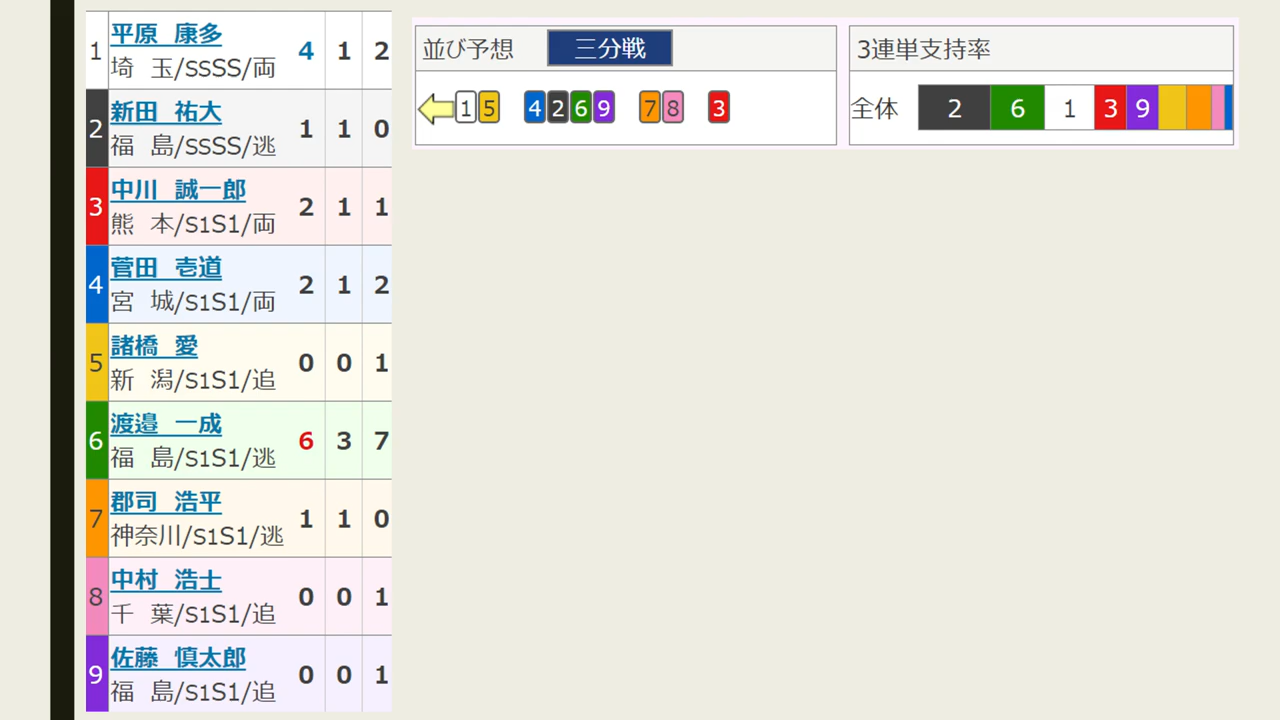 1 平原 康多 4 1 2
埼 玉/SSSS/両
2 新田 祐大 1 1 0
福 島/SSSS/逃
3 中川 誠一郎 2 1 1
熊 本/S1S1/両
4 菅田 壱道 2 1 2
宮 城/S1S1/両
5 諸橋 愛 0 0 1
新 潟/S1S1/追
6 渡邉 一成 6 3 7
福 島/S1S1/逃
7 郡司 浩平 1 1 0
神奈川/S1S1/逃
8 中村 浩士 0 0 1
千 葉/S1S1/追
9 佐藤 慎太郎 0 0 1
福 島/S1S1/追
並び予想 三分戦
1 5 4 2 6 9 7 8 3
3連単支持率
全体 2 6 1 3 9